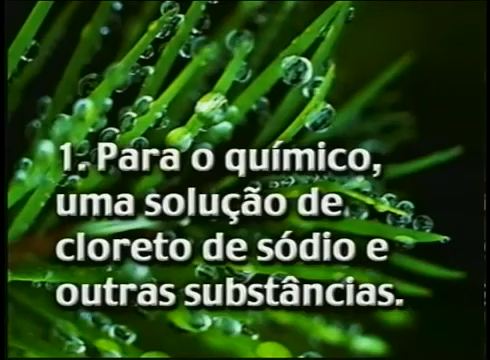 1. Para o químico,
uma solução de
cloreto de sódio e
outras substâncias.